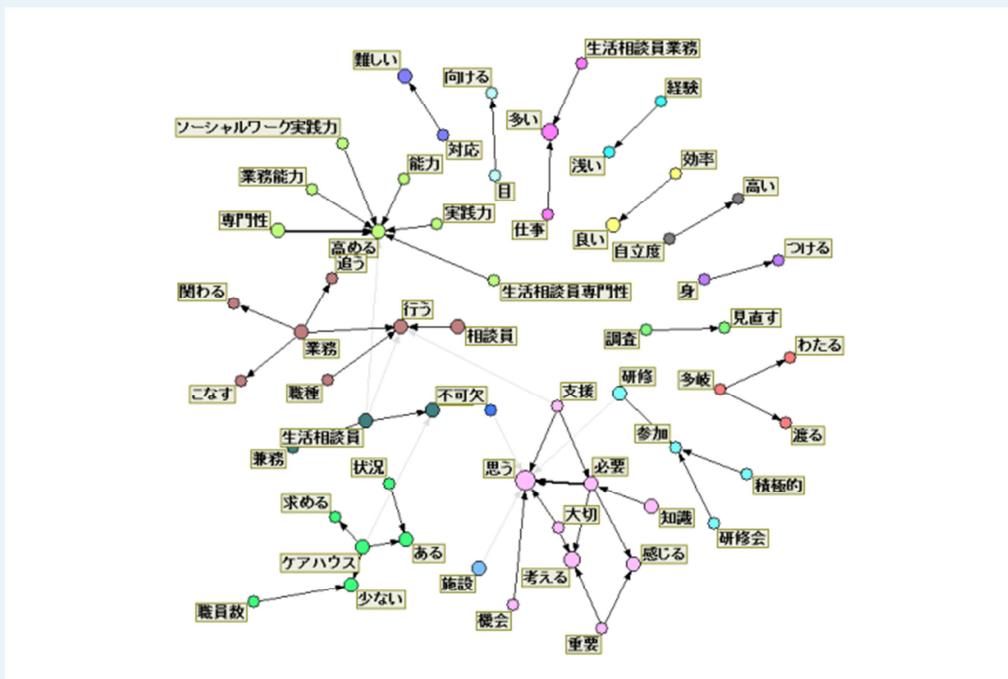 生活相談員業務
難しい
向ける
経験
多い
ソーシャルワーク実践力
対応
浅い
能力
効率
業務能力
目
高い
専門性
実践力
仕事
良い
自立度
高める
つける
追う
関わる
生活相談員専門性
身
行う
見直す
相談員
調査
業務
わたる
こなす
職種
不可欠
支援
研修
多岐
生活相談員
参加
渡る
兼務
状況
思う
必要
積極的
求める
大切
知識
研修会
ケアハウス
ある
感じる
施設
考える
少ない
職員数
機会
重要